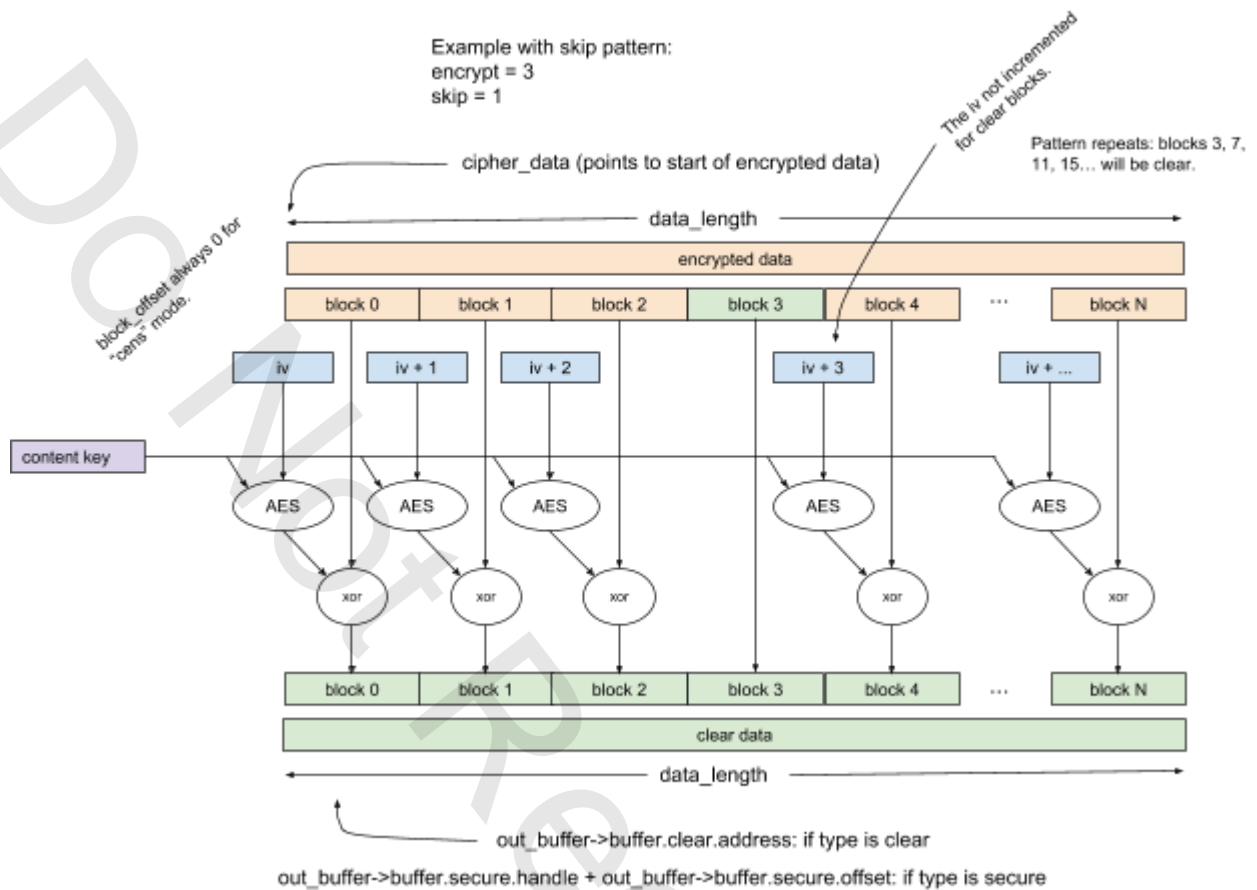 Example with skip pattern:
encrypt = 3
skip = 1
The iv not incremented
for clear blocks.
Pattern repeats: blocks 3, 7,
11, 15... will be clear.
cipher_data (points to start of encrypted data)
data_length
block_offset always 0 for
"cens" mode.
encrypted data
block 0 block 1 block 2 block 3 block 4 ... block N
iv iv + 1 iv + 2 iv + 3 iv + ...
content key
AES AES AES AES AES
xor xor xor xor xor
block 0 block 1 block 2 block 3 block 4 ... block N
clear data
data_length
out_buffer->buffer.clear.address: if type is clear
out_buffer->buffer.secure.handle + out_buffer->buffer.secure.offset: if type is secure
Do Not Re